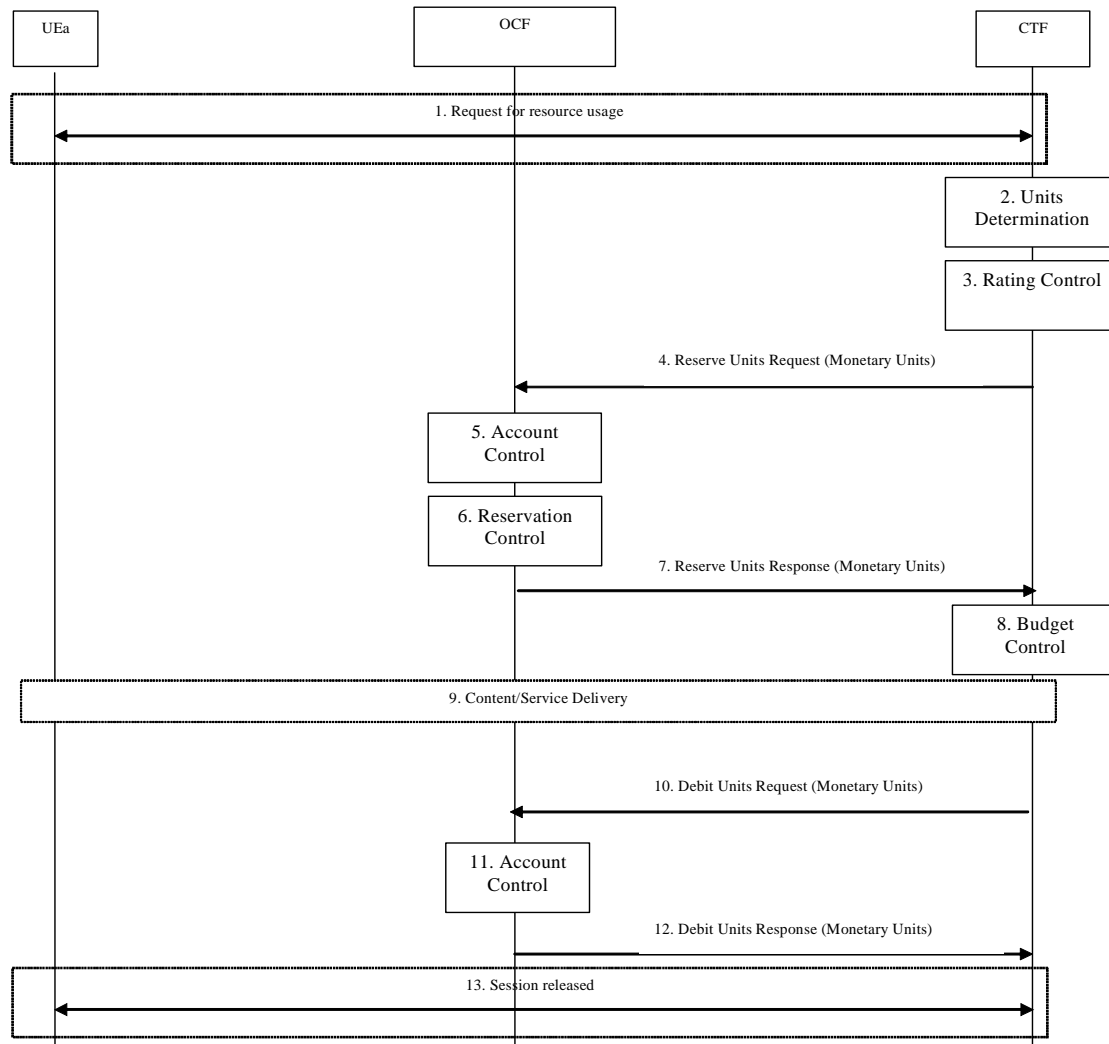 UEa
OCF
CTF
1. Request for resource usage
2. Units
Determination
3. Rating Control
4. Reserve Units Request (Monetary Units)
5. Account
Control
6. Reservation
Control
7. Reserve Units Response (Monetary Units)
8. Budget
Control
9. Content/Service Delivery
10. Debit Units Request (Monetary Units)
11. Account
Control
12. Debit Units Response (Monetary Units)
13. Session released